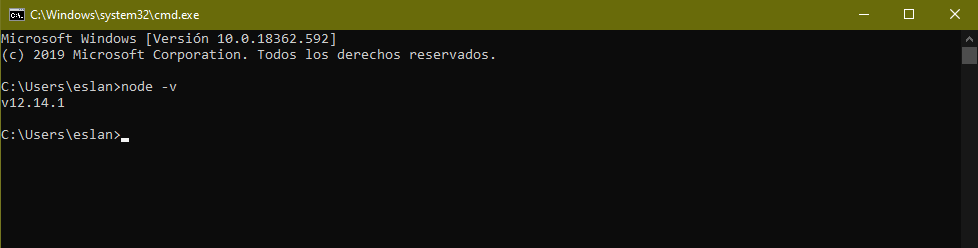 C:\Windows\system32\cmd.exe
Microsoft Windows [Versión 10.0.18362.592]
(c) 2019 Microsoft Corporation. Todos los derechos reservados.
C:\Users\eslan>node -v
v12.14.1
C:\Users\eslan>